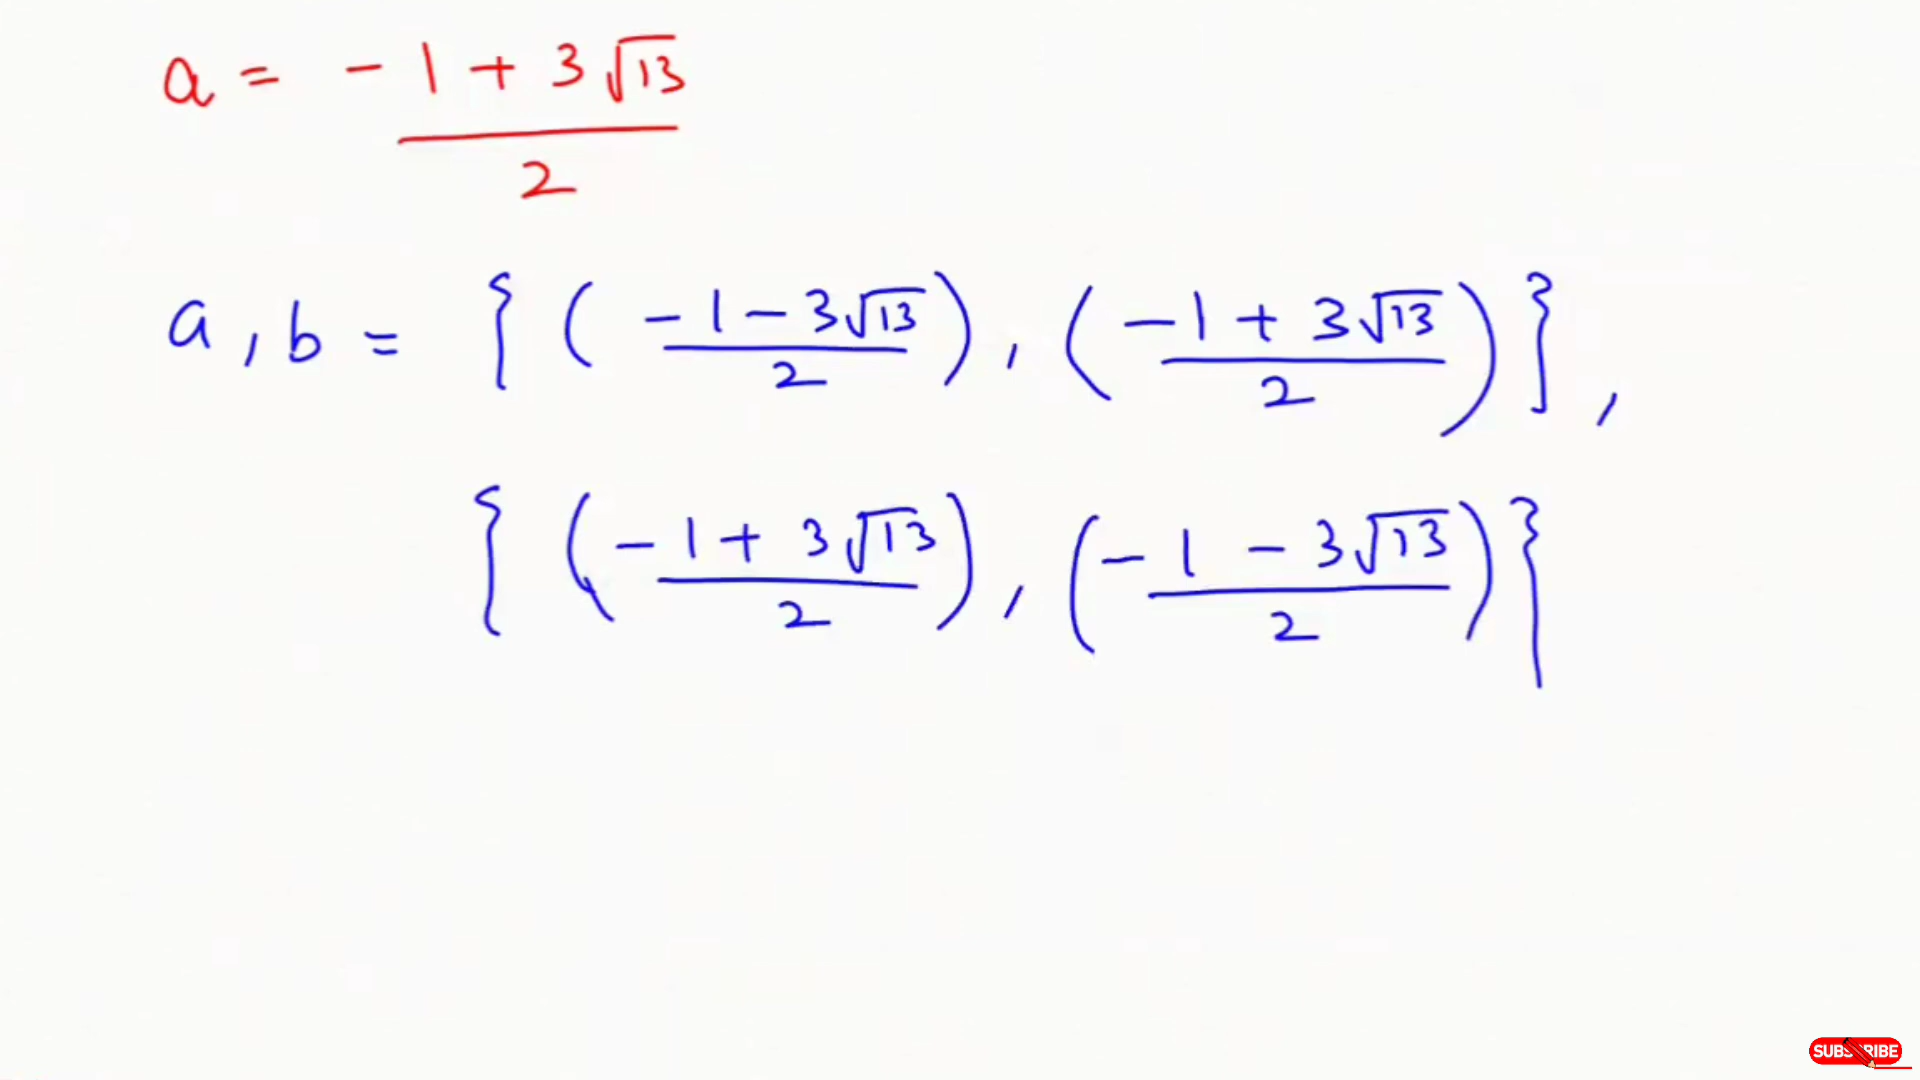 a = -1 + 3√13
2
a, b = { ( -1 - 3√13 / 2 ), ( -1 + 3√13 / 2 ) },
{ ( -1 + 3√13 / 2 ), ( -1 - 3√13 / 2 ) }
SUBSCRIBE